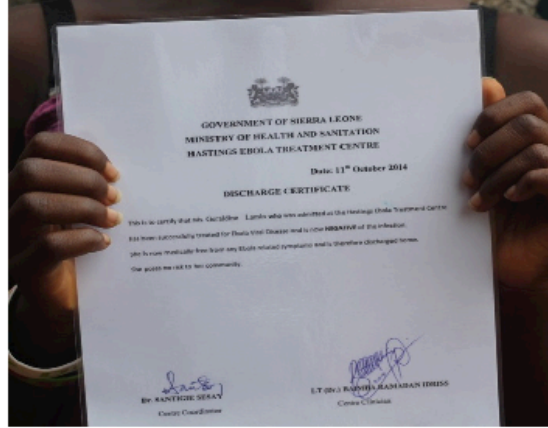 GOVERNMENT OF SIERRA LEONE
MINISTRY OF HEALTH AND SANITATION
HASTINGS EBOLA TREATMENT CENTRE
Date: 11th October 2014
DISCHARGE CERTIFICATE
This is to certify that Ms. Geraldine who was admitted at the Hastings Ebola Treatment Centre
has been successfully treated for Ebola Viral Disease and is now NEGATIVE of the infection.
She is now medically free from any Ebola related symptoms and is therefore discharged
She poses no risk to her community.
Dr. SANTIGIE SESAY
Centre Coordinator
LT (Dr.) RAMADAN IDRISS
Centre Clinician